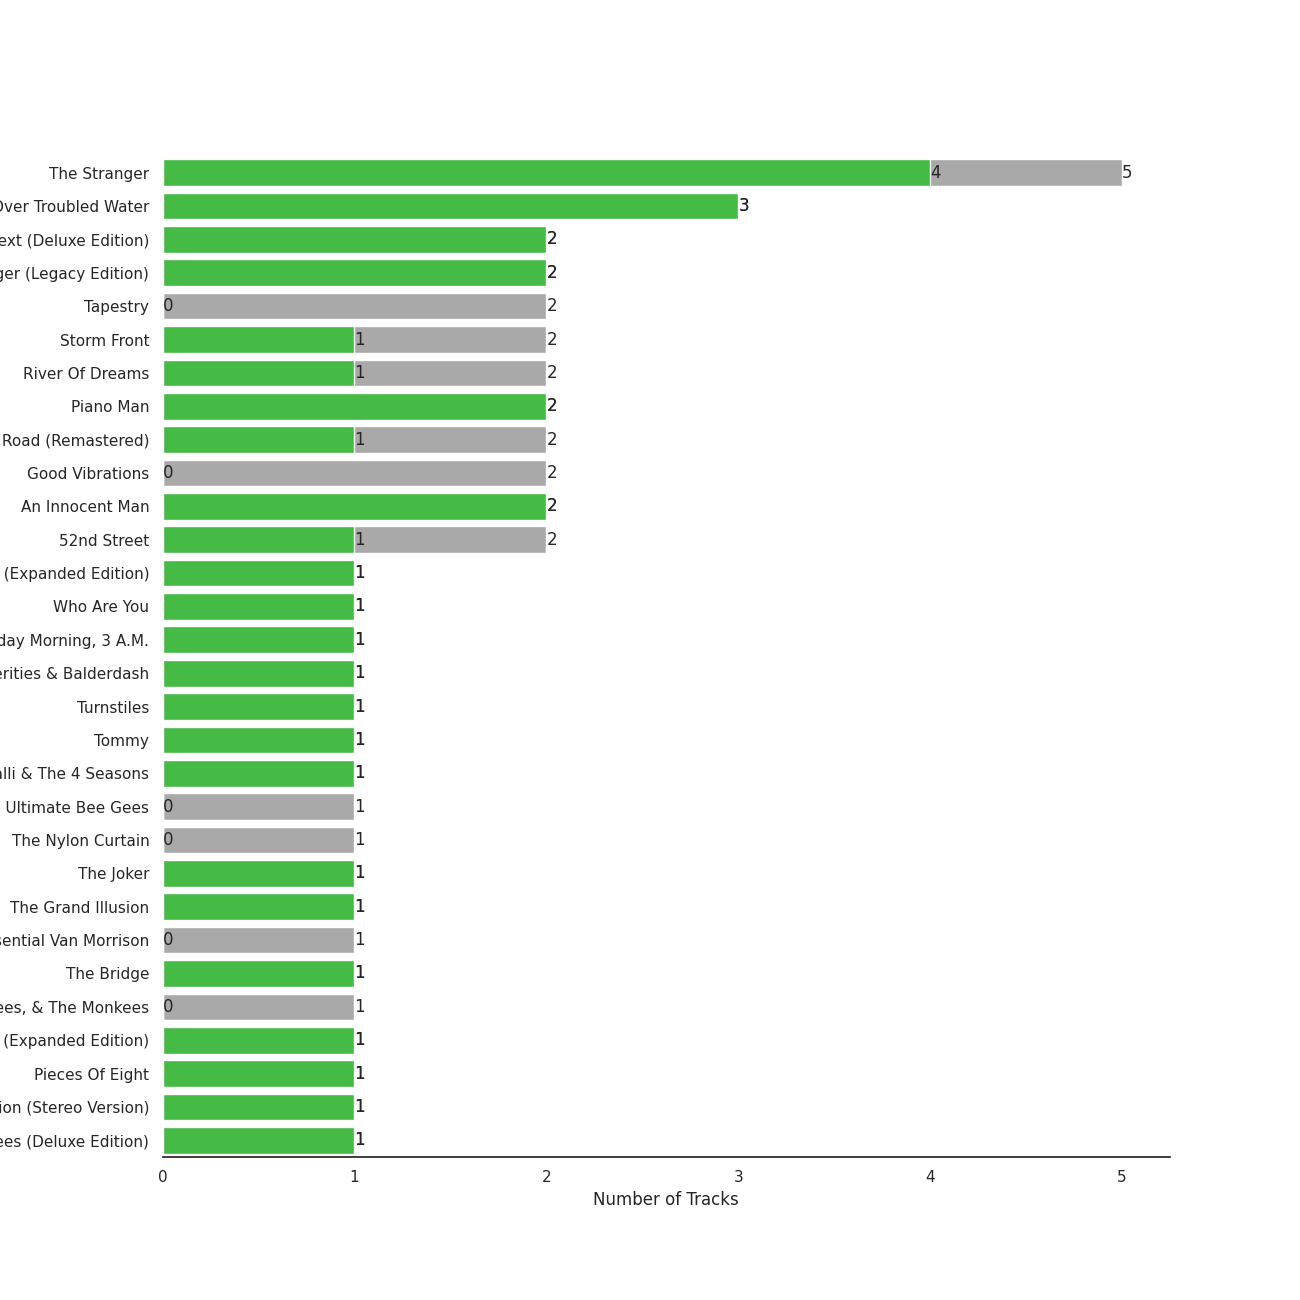 The Stranger 4 5
Over Troubled Water 3
ext (Deluxe Edition) 2
ger (Legacy Edition) 2
Tapestry 0 2
Storm Front 1 2
River Of Dreams 1 2
Piano Man 2
Road (Remastered) 1 2
Good Vibrations 0 2
An Innocent Man 2
52nd Street 1 2
(Expanded Edition) 1
Who Are You 1
day Morning, 3 A.M. 1
erities & Balderdash 1
Turnstiles 1
Tommy 1
alli & The 4 Seasons 1
Ultimate Bee Gees 0 1
The Nylon Curtain 0 1
The Joker 1
The Grand Illusion 1
sential Van Morrison 0 1
The Bridge 1
ees, & The Monkees 0 1
(Expanded Edition) 1
Pieces Of Eight 1
ion (Stereo Version) 1
ees (Deluxe Edition) 1
0 1 2 3 4 5
Number of Tracks